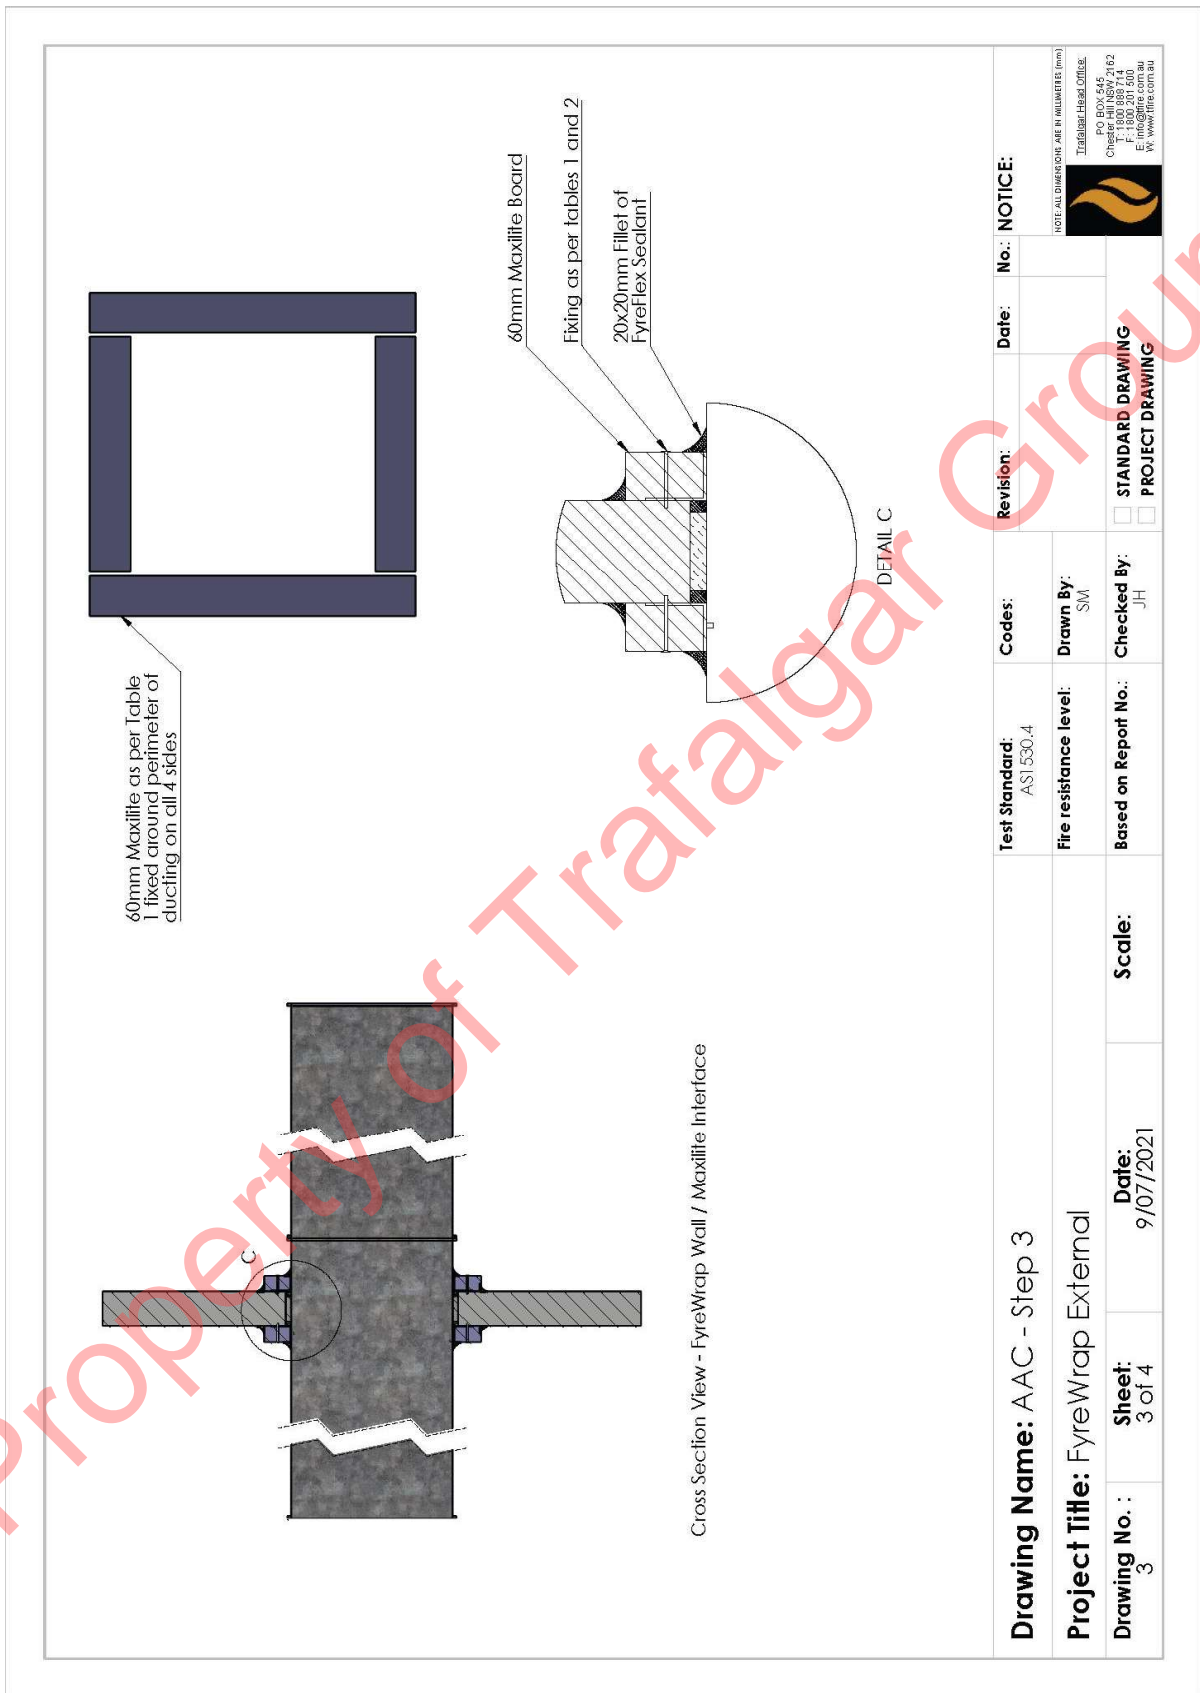 60mm Maxilite as per Table
1 fixed around perimeter of
ducting on all 4 sides
C
Cross Section View - FyreWrap Wall / Maxilite Interface
60mm Maxilite Board
Fixing as per tables 1 and 2
20x20mm Fillet of
FyreFlex Sealant
DETAIL C
Property of Trafalgar Group
Drawing Name: AAC - Step 3
Project Title: FyreWrap External
Drawing No. :
3
Sheet:
3 of 4
Date:
9/07/2021
Scale:
Test Standard:
AS1530.4
Fire resistance level:
Based on Report No.:
Codes:
Drawn By:
SM
Checked By:
JH
Revision:
Date:
No.:
STANDARD DRAWING
PROJECT DRAWING
NOTICE:
NOTE: ALL DIMENSIONS ARE IN MILLIMETRES (mm)
Trafalgar Head Office:
PO BOX 545
Chester Hill NSW 2162
T: 1800 888 714
F: 1800 201 500
E: info@tfire.com.au
W: www.tfire.com.au